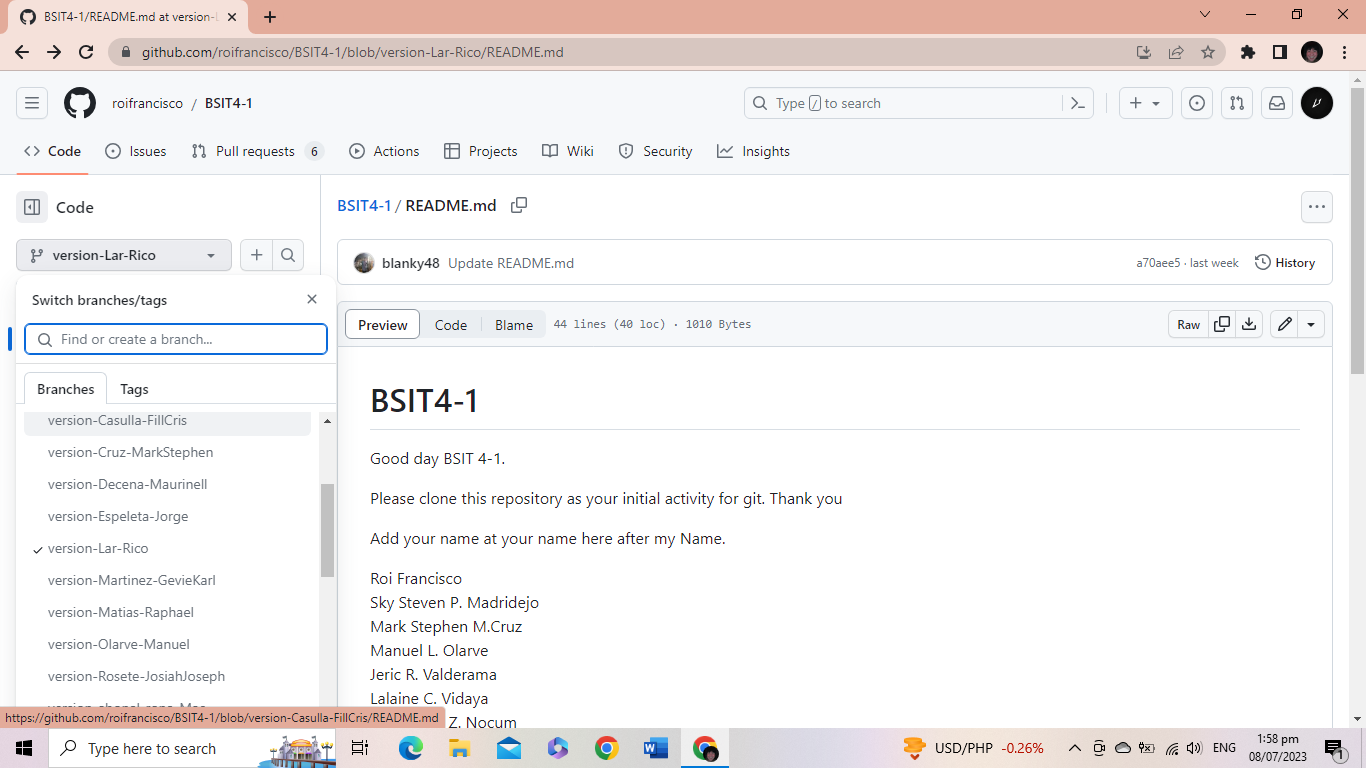 BSIT4-1/README.md at version-L
github.com/roifrancisco/BSIT4-1/blob/version-Lar-Rico/README.md
roifrancisco / BSIT4-1
Type / to search
Code
Issues
Pull requests 6
Actions
Projects
Wiki
Security
Insights
Code
BSIT4-1 / README.md
version-Lar-Rico
blanky48 Update README.md
a70aee5 · last week
History
Switch branches/tags
Find or create a branch...
Preview
Code
Blame
44 lines (40 loc) · 1010 Bytes
Raw
Branches
Tags
version-Casulla-FillCris
version-Cruz-MarkStephen
version-Decena-Maurinell
version-Espeleta-Jorge
version-Lar-Rico
version-Martinez-GevieKarl
version-Matias-Raphael
version-Olarve-Manuel
version-Rosete-JosiahJoseph
BSIT4-1
Good day BSIT 4-1.
Please clone this repository as your initial activity for git. Thank you
Add your name at your name here after my Name.
Roi Francisco
Sky Steven P. Madridejo
Mark Stephen M.Cruz
Manuel L. Olarve
Jeric R. Valderama
Lalaine C. Vidaya
Z. Nocum
https://github.com/roifrancisco/BSIT4-1/blob/version-Casulla-FillCris/README.md
Type here to search
USD/PHP -0.26%
ENG
1:58 pm
08/07/2023
1